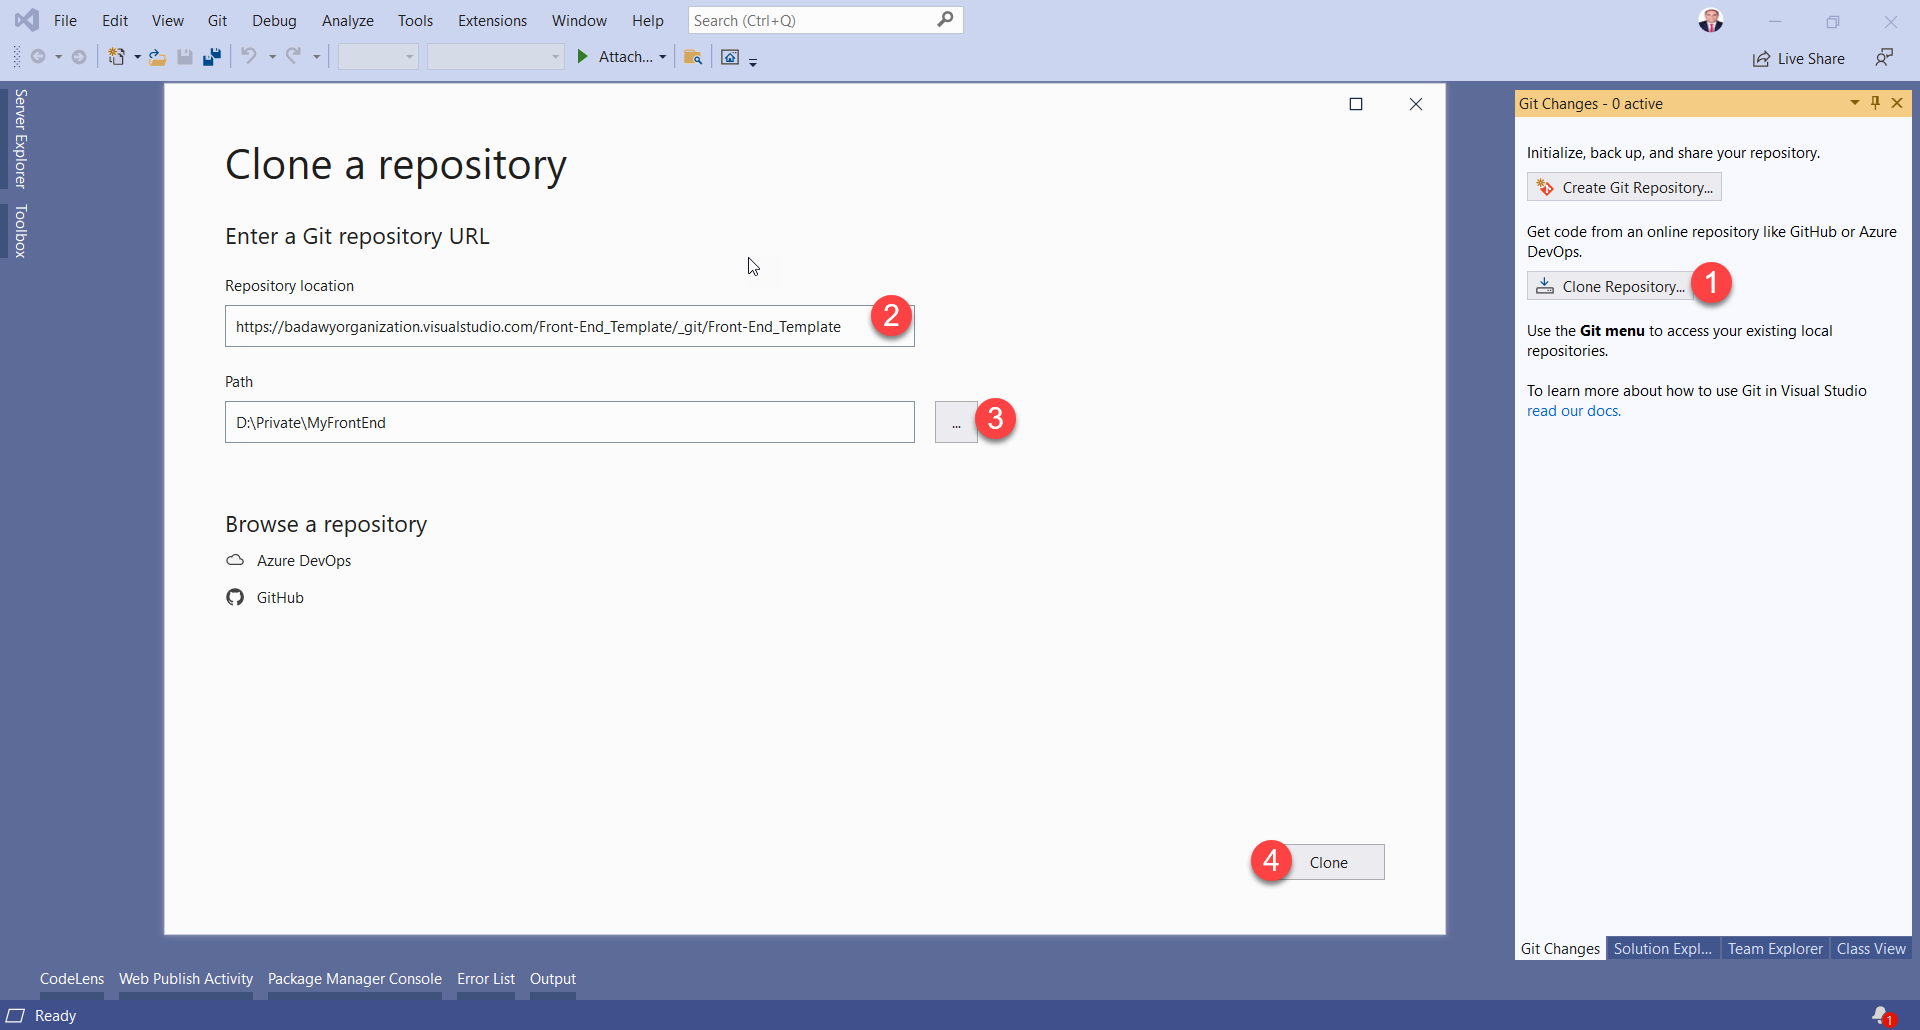 File Edit View Git Debug Analyze Tools Extensions Window Help Search (Ctrl+Q)
Attach...
Live Share
Server Explorer
Toolbox
Clone a repository
Enter a Git repository URL
Repository location
https://badawyorganization.visualstudio.com/Front-End_Template/_git/Front-End_Template
2
Path
D:\Private\MyFrontEnd
...
3
Browse a repository
Azure DevOps
GitHub
4
Clone
Git Changes - 0 active
Initialize, back up, and share your repository.
Create Git Repository...
Get code from an online repository like GitHub or Azure
DevOps.
Clone Repository...
1
Use the Git menu to access your existing local
repositories.
To learn more about how to use Git in Visual Studio
read our docs.
Git Changes Solution Expl... Team Explorer Class View
CodeLens Web Publish Activity Package Manager Console Error List Output
Ready
1